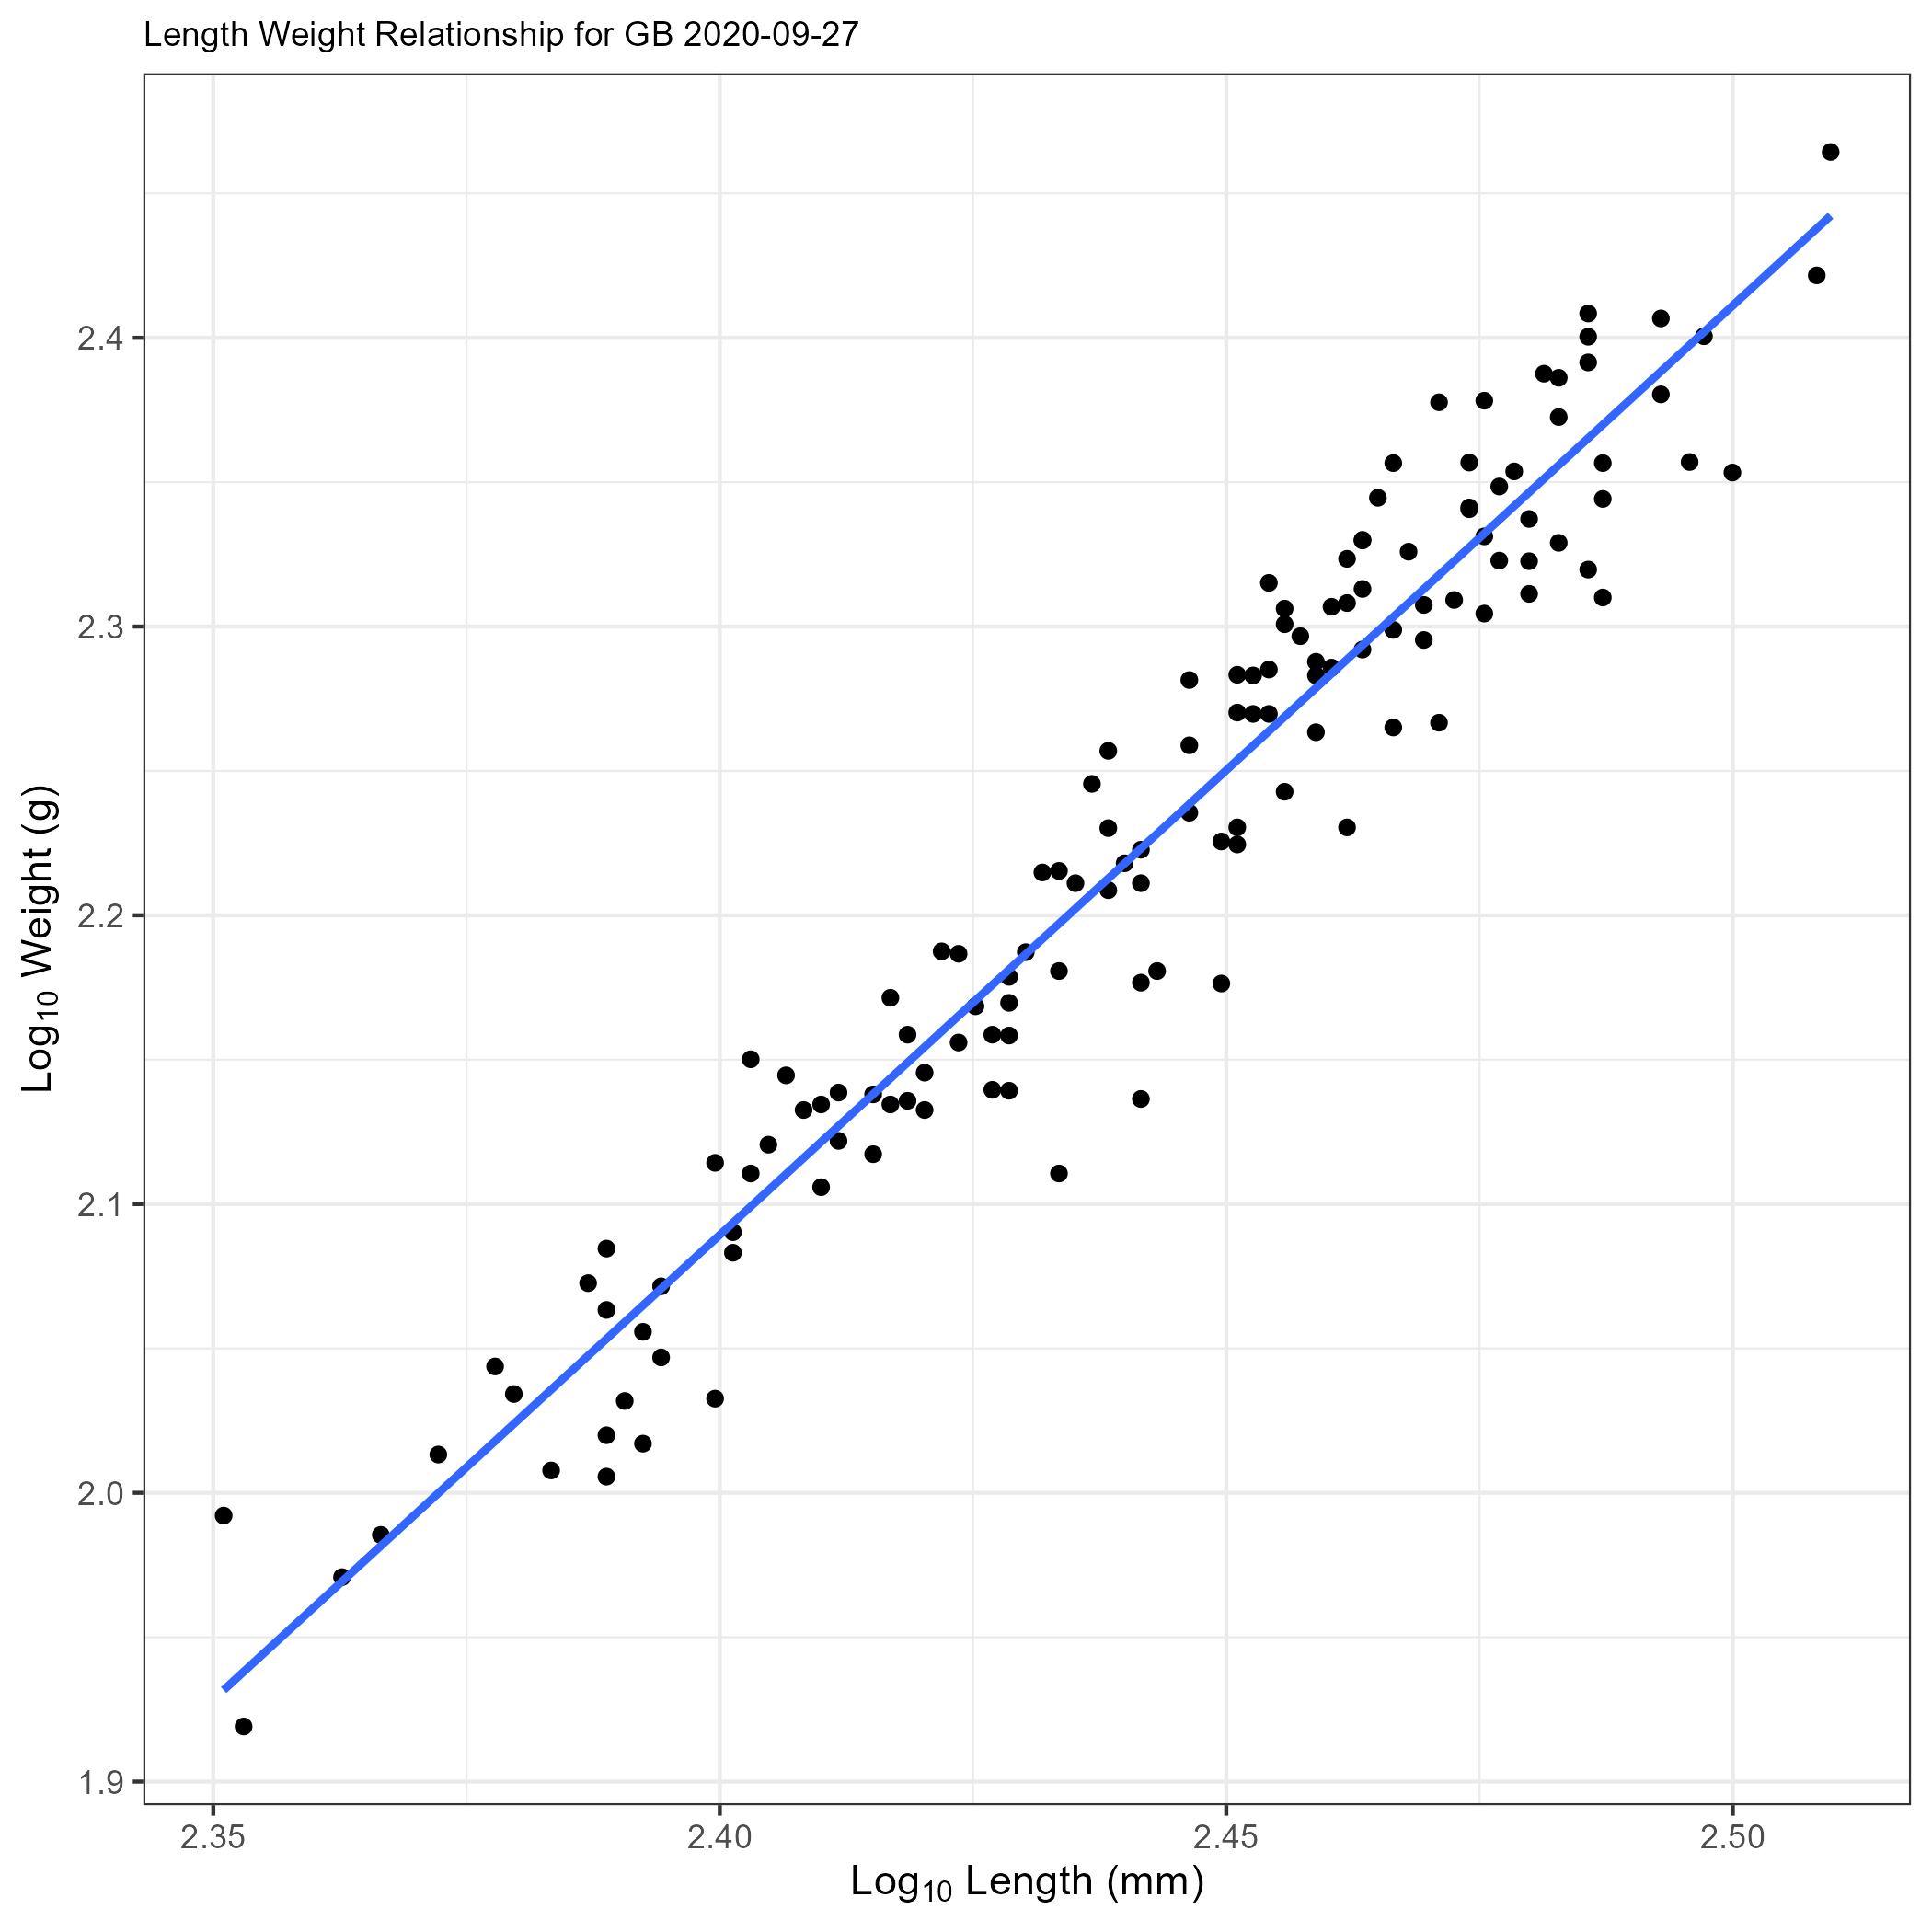 Length Weight Relationship for GB 2020-09-27
2.4
2.3
2.2
2.1
2.0
1.9
Log₁₀ Weight (g)
2.35 2.40 2.45 2.50
Log₁₀ Length (mm)